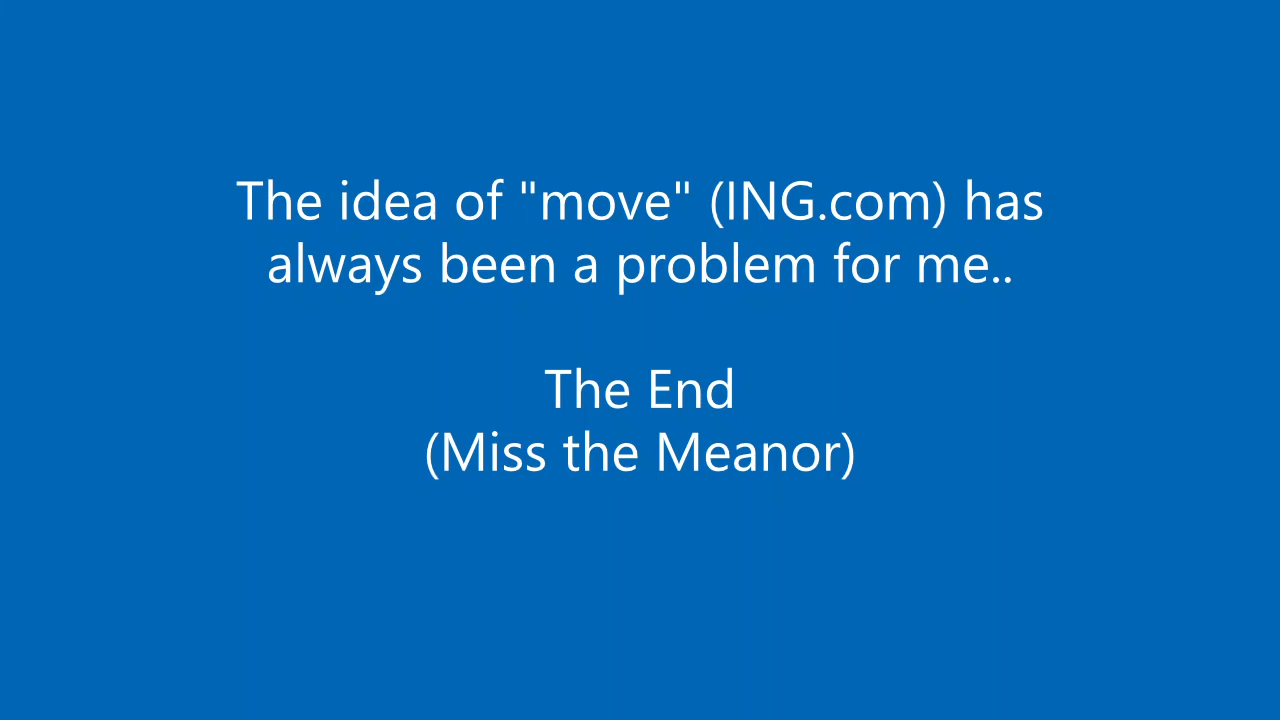 The idea of "move" (ING.com) has
always been a problem for me..
The End
(Miss the Meanor)